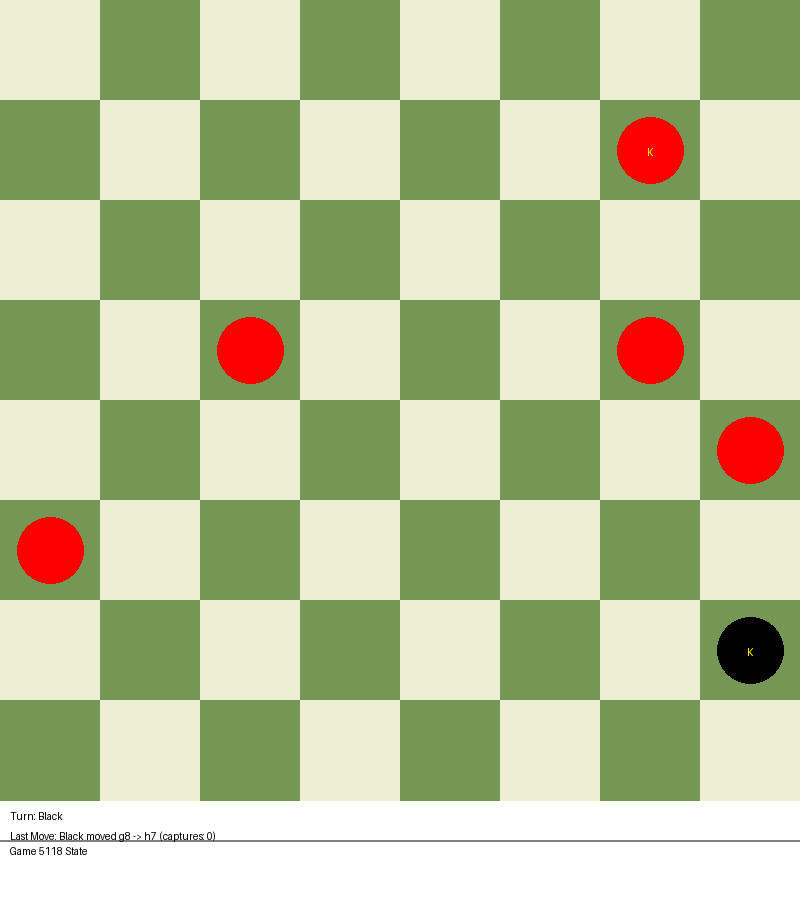 K
K
Turn: Black
Last Move: Black moved g8 -> h7 (captures: 0)
Game 5118 State